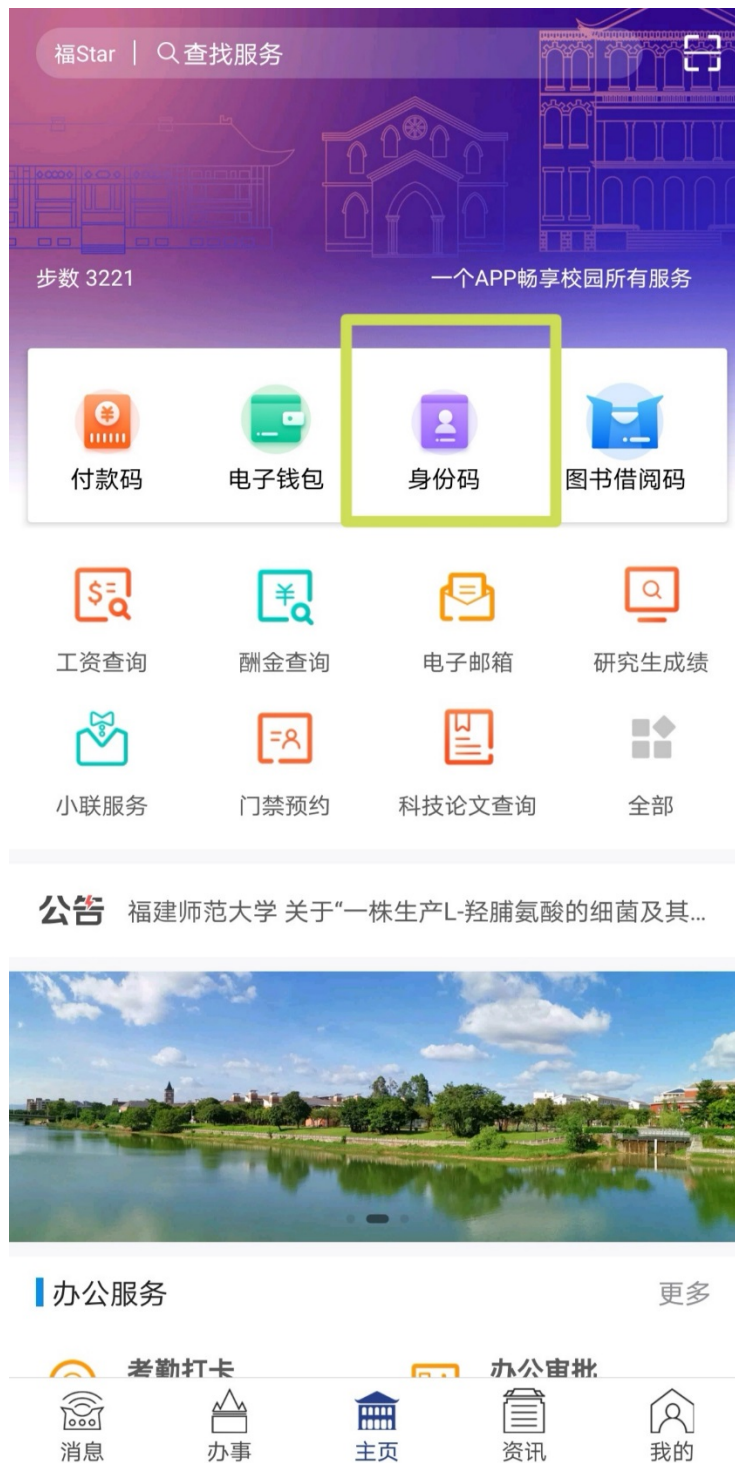 福Star | 查找服务
步数 3221 一个APP畅享校园所有服务
付款码 电子钱包 身份码 图书借阅码
工资查询 酬金查询 电子邮箱 研究生成绩
小联服务 门禁预约 科技论文查询 全部
公告 福建师范大学 关于“一株生产L-羟脯氨酸的细菌及其...
办公服务 更多
考勤打卡 办公审批
消息 办事 主页 资讯 我的